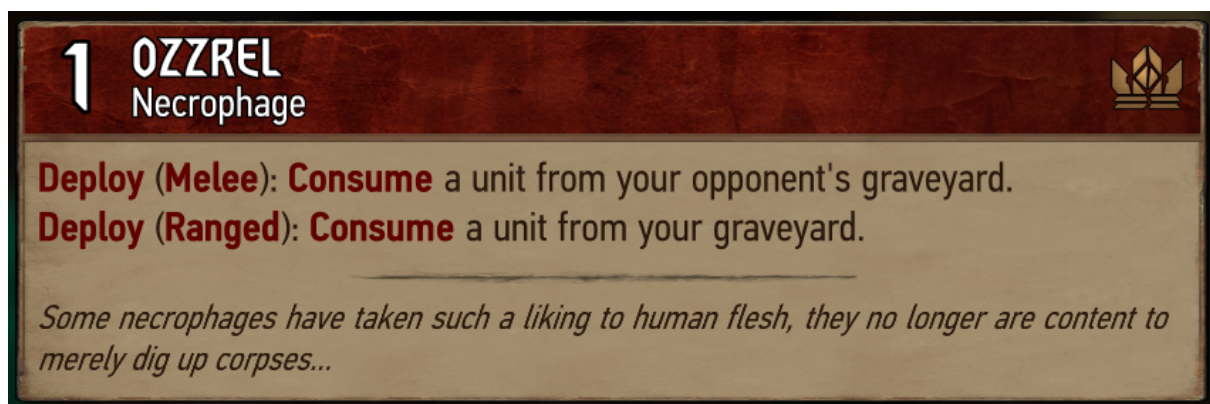 1
OZZREL
Necrophage
Deploy (Melee): Consume a unit from your opponent's graveyard.
Deploy (Ranged): Consume a unit from your graveyard.
Some necrophages have taken such a liking to human flesh, they no longer are content to
merely dig up corpses...